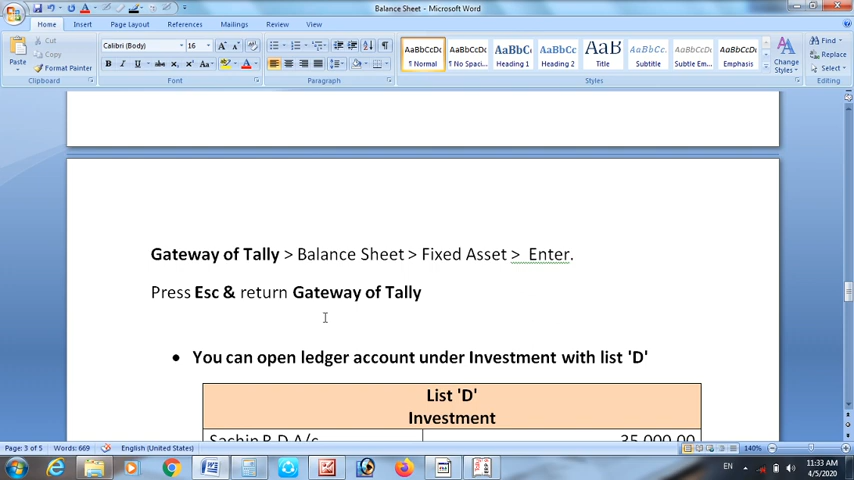 Balance Sheet - Microsoft Word
Home Insert Page Layout References Mailings Review View
Paste Cut Copy Format Painter Clipboard
Calibri (Body) 16 Font
Paragraph
AaBbCcDc ¶ Normal AaBbCcDc ¶ No Spaci... AaBbC Heading 1 AaBbCc Heading 2 AaB Title AaBbCc. Subtitle AaBbCcDc Subtle Em... AaBbCcDc Emphasis Change Styles Styles
Find Replace Select Editing
Gateway of Tally > Balance Sheet > Fixed Asset > Enter.
Press Esc & return Gateway of Tally
• You can open ledger account under Investment with list 'D'
List 'D'
Investment
Sachin R.D A/c 35,000.00
Page: 3 of 5 Words: 669 English (United States) 140%
EN 11:33 AM
4/5/2020